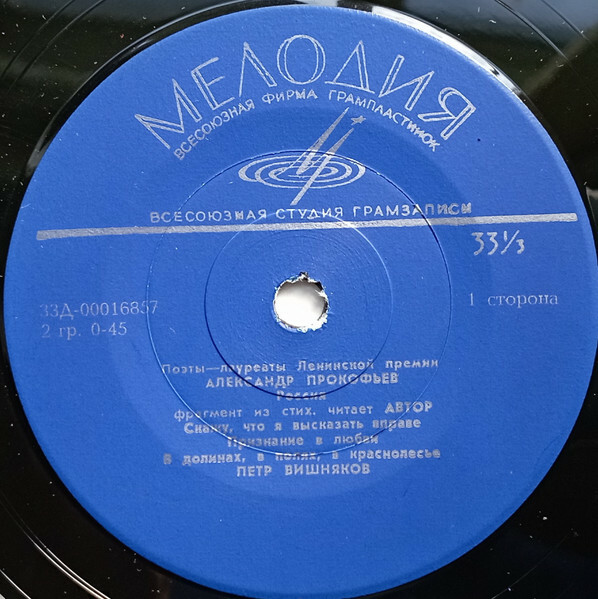 МЕЛОДИЯ
ВСЕСОЮЗНАЯ ФИРМА ГРАМПЛАСТИНОК
ВСЕСОЮЗНАЯ СТУДИЯ ГРАМЗАПИСИ
33⅓
33Д-00016857
1 сторона
2 гр. 0-45
Поэты—лауреаты Ленинской премии
АЛЕКСАНДР ПРОКОФЬЕВ
Россия
фрагмент из стих. читает АВТОР
Скажу, что я высказать вправе
Признание в любви
В долинах, в полях, в краснолесье
ПЕТР ВИШНЯКОВ